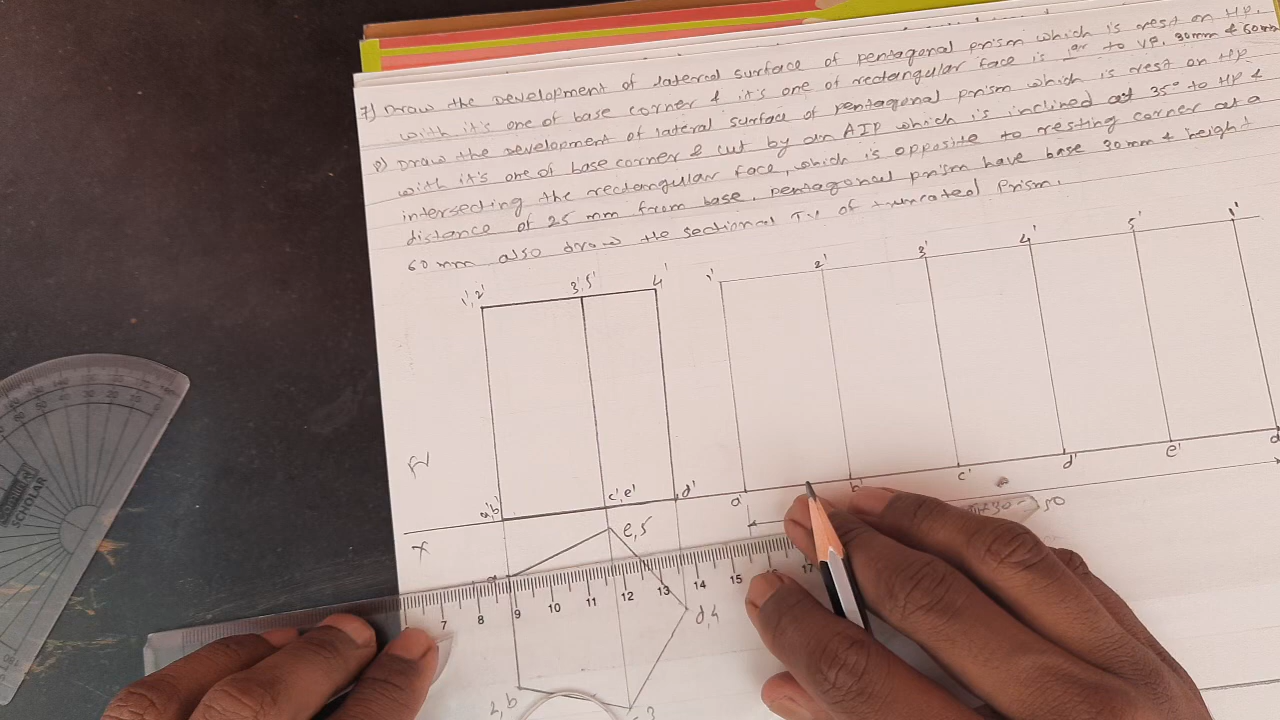 7) Draw the Development of lateral surface of pentagonal prism which is rest on HP.
with it's one of base corner & it's one of rectangular face is ⊥ar to VP. 30mm & 60mm
8) Draw the Development of lateral surface of pentagonal prism which is rest on HP
with it's one of base corner & cut by an AIP which is inclined at 35° to HP &
intersecting the rectangular face, which is opposite to resting corner at a
distance of 25 mm from base. pentagonal prism have base 30mm & height
60 mm also draw the sectional T.V of truncated Prism.
1',2' 3',5' 4' 1' 2' 3' 4' 5' 1'
a',b' c',e' d' a' b' c' d' e'
X
e,5
7 8 9 10 11 12 13 14 15 17
d,4
2,b 3
SCHOLAR